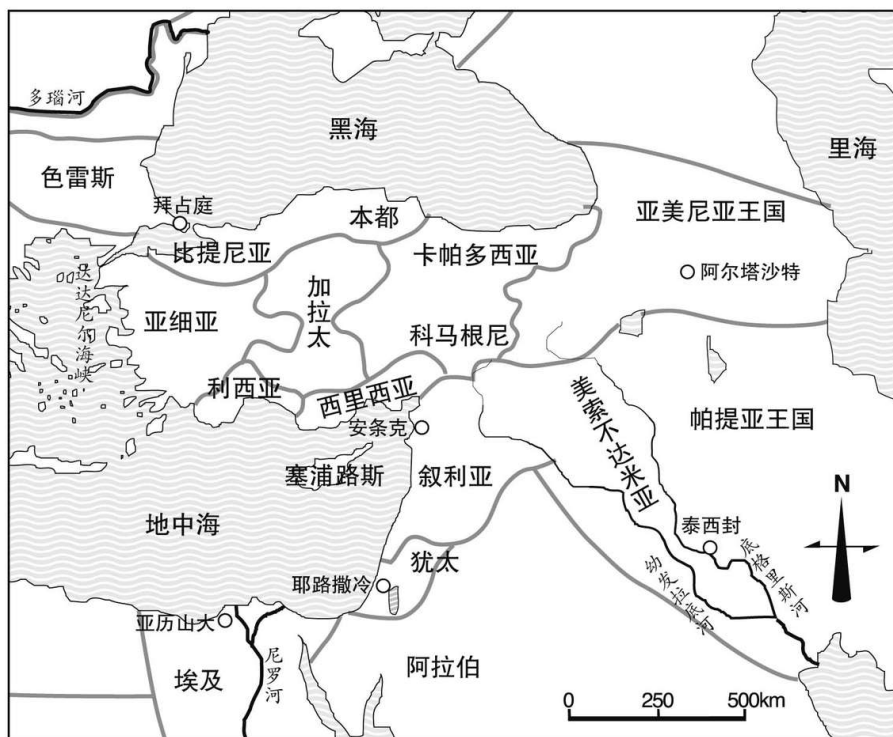 多瑙河
黑海
里海
色雷斯
拜占庭
本都
亚美尼亚王国
比提尼亚
卡帕多西亚
阿尔塔沙特
达达尼尔海峡
加拉太
亚细亚
科马根尼
利西亚
西里西亚
美索不达米亚
帕提亚王国
安条克
塞浦路斯
叙利亚
N
地中海
泰西封
底格里斯河
犹太
幼发拉底河
耶路撒冷
亚历山大
尼罗河
埃及
阿拉伯
0 250 500km